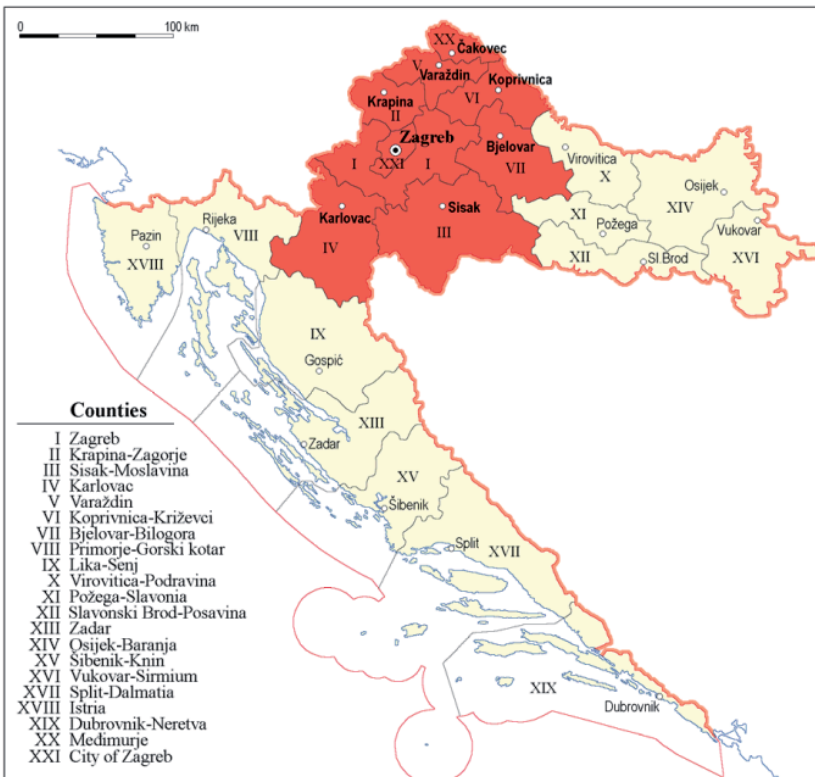 0 100 km
XX
Čakovec
V
Varaždin
Koprivnica
Krapina
VI
II
Zagreb
Bjelovar
I
XXI
I
VII
Virovitica
X
Osijek
XIV
Karlovac
Sisak
XI
Požega
Vukovar
Rijeka
VIII
IV
III
Pazin
XVIII
XII
Sl.Brod
XVI
IX
Gospić
Counties
I Zagreb
II Krapina-Zagorje
III Sisak-Moslavina
IV Karlovac
V Varaždin
VI Koprivnica-Križevci
VII Bjelovar-Bilogora
VIII Primorje-Gorski kotar
IX Lika-Senj
X Virovitica-Podravina
XI Požega-Slavonia
XII Slavonski Brod-Posavina
XIII Zadar
XIV Osijek-Baranja
XV Šibenik-Knin
XVI Vukovar-Sirmium
XVII Split-Dalmatia
XVIII Istria
XIX Dubrovnik-Neretva
XX Međimurje
XXI City of Zagreb
XIII
Zadar
XV
Šibenik
Split
XVII
XIX
Dubrovnik